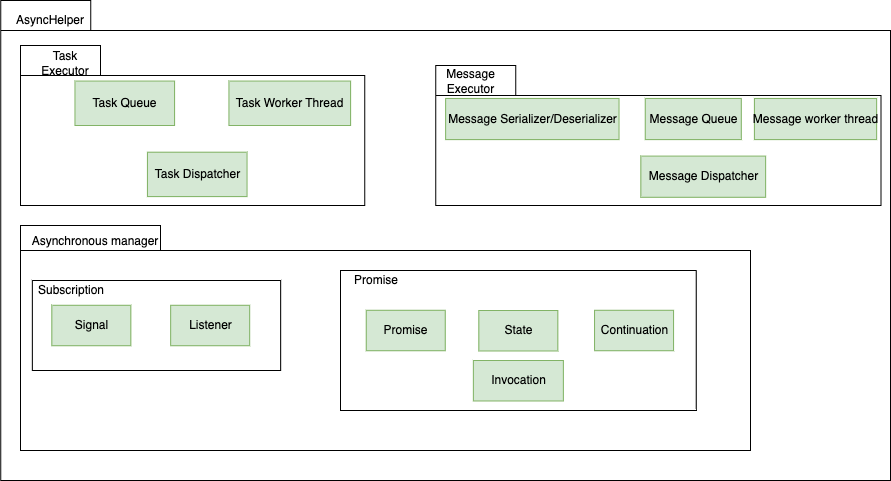 AsyncHelper
Task
Executor
Task Queue
Task Worker Thread
Task Dispatcher
Message
Executor
Message Serializer/Deserializer
Message Queue
Message worker thread
Message Dispatcher
Asynchronous manager
Subscription
Signal
Listener
Promise
Promise
State
Continuation
Invocation